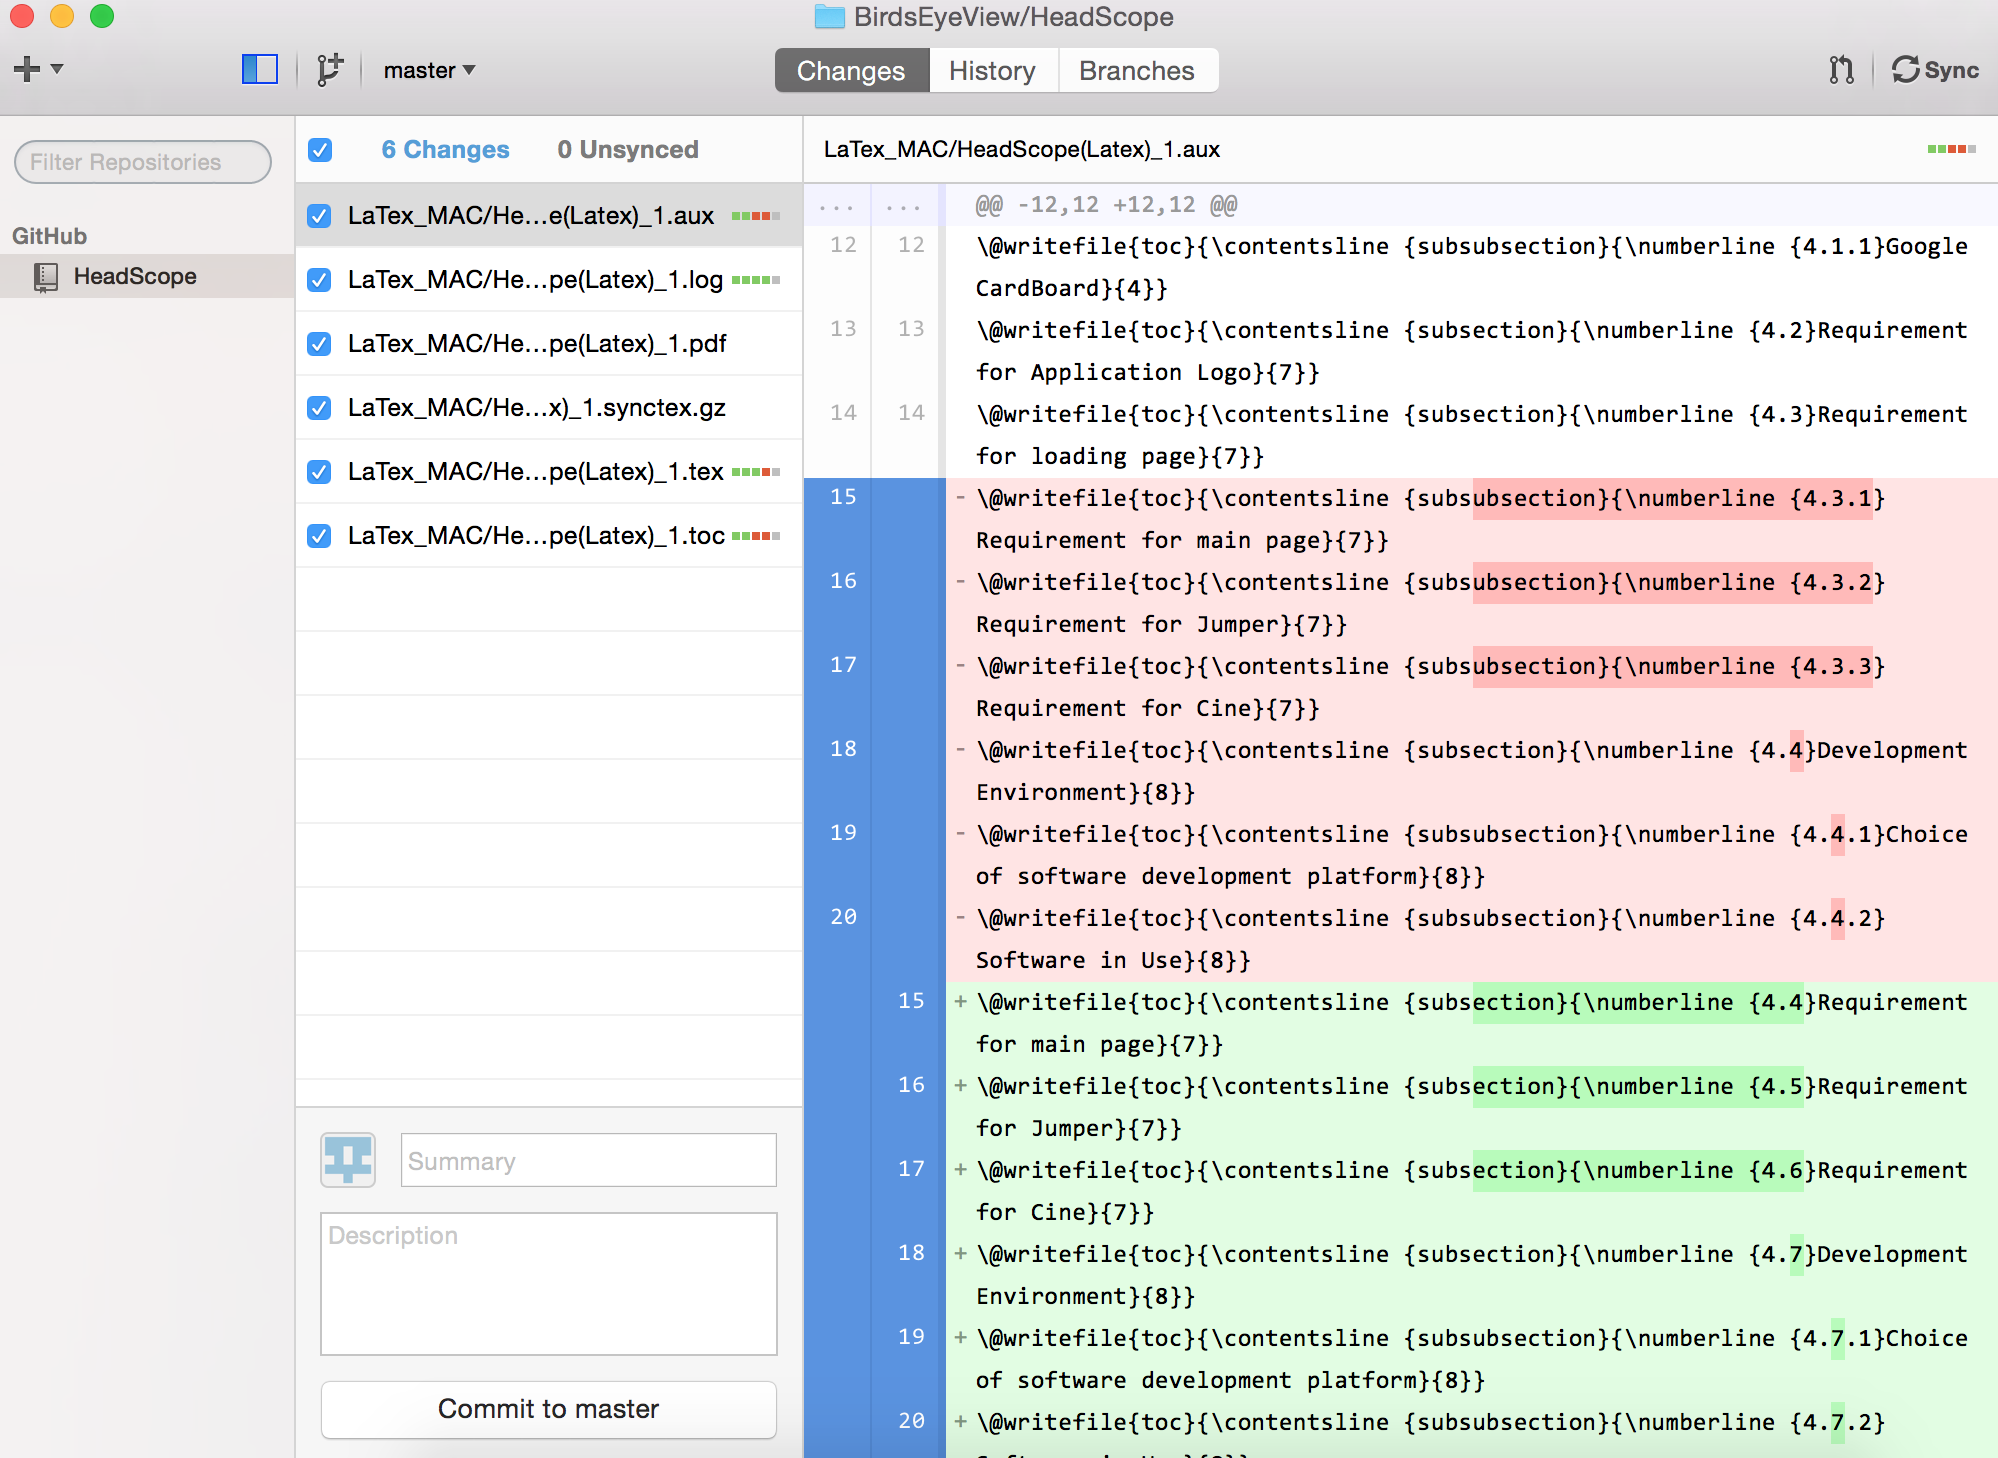 BirdsEyeView/HeadScope
master
Changes
History
Branches
Sync
Filter Repositories
GitHub
HeadScope
6 Changes
0 Unsynced
LaTex_MAC/He...e(Latex)_1.aux
LaTex_MAC/He...pe(Latex)_1.log
LaTex_MAC/He...pe(Latex)_1.pdf
LaTex_MAC/He...x)_1.synctex.gz
LaTex_MAC/He...pe(Latex)_1.tex
LaTex_MAC/He...pe(Latex)_1.toc
Summary
Description
Commit to master
LaTex_MAC/HeadScope(Latex)_1.aux
... ... @@ -12,12 +12,12 @@
12 12 \@writefile{toc}{\contentsline {subsubsection}{\numberline {4.1.1}Google
CardBoard}{4}}
13 13 \@writefile{toc}{\contentsline {subsection}{\numberline {4.2}Requirement
for Application Logo}{7}}
14 14 \@writefile{toc}{\contentsline {subsection}{\numberline {4.3}Requirement
for loading page}{7}}
15 - \@writefile{toc}{\contentsline {subsubsection}{\numberline {4.3.1}
Requirement for main page}{7}}
16 - \@writefile{toc}{\contentsline {subsubsection}{\numberline {4.3.2}
Requirement for Jumper}{7}}
17 - \@writefile{toc}{\contentsline {subsubsection}{\numberline {4.3.3}
Requirement for Cine}{7}}
18 - \@writefile{toc}{\contentsline {subsection}{\numberline {4.4}Development
Environment}{8}}
19 - \@writefile{toc}{\contentsline {subsubsection}{\numberline {4.4.1}Choice
of software development platform}{8}}
20 - \@writefile{toc}{\contentsline {subsubsection}{\numberline {4.4.2}
Software in Use}{8}}
15 + \@writefile{toc}{\contentsline {subsection}{\numberline {4.4}Requirement
for main page}{7}}
16 + \@writefile{toc}{\contentsline {subsection}{\numberline {4.5}Requirement
for Jumper}{7}}
17 + \@writefile{toc}{\contentsline {subsection}{\numberline {4.6}Requirement
for Cine}{7}}
18 + \@writefile{toc}{\contentsline {subsection}{\numberline {4.7}Development
Environment}{8}}
19 + \@writefile{toc}{\contentsline {subsubsection}{\numberline {4.7.1}Choice
of software development platform}{8}}
20 + \@writefile{toc}{\contentsline {subsubsection}{\numberline {4.7.2}